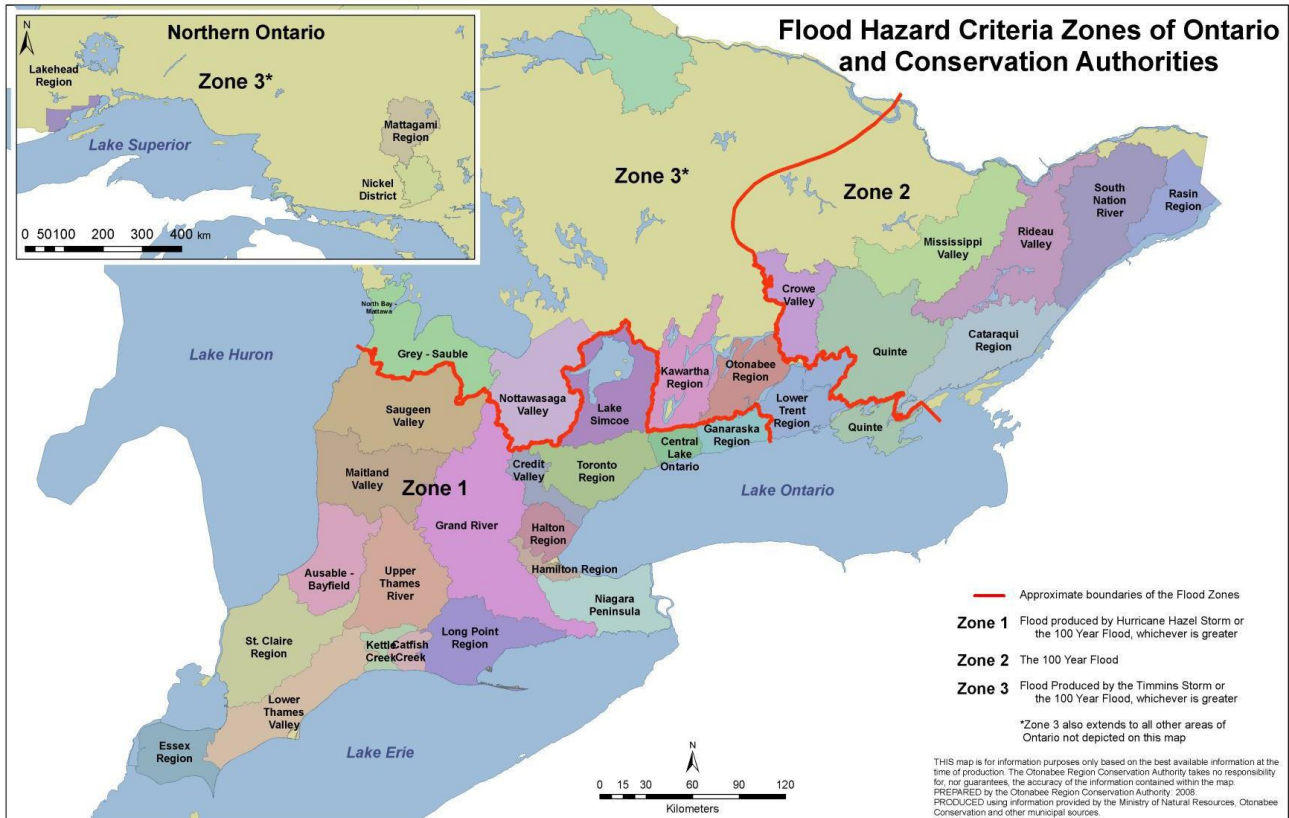 Flood Hazard Criteria Zones of Ontario
and Conservation Authorities
N
Northern Ontario
Lakehead
Region
Zone 3*
Mattagami
Region
Lake Superior
Nickel
District
0 50100 200 300 400 km
Zone 3*
Zone 2
South
Nation
River
Rasin
Region
Rideau
Valley
Mississippi
Valley
Crowe
Valley
North Bay -
Mattawa
Cataraqui
Region
Lake Huron
Grey - Sauble
Quinte
Kawartha
Region
Otonabee
Region
Nottawasaga
Valley
Lake
Simcoe
Lower
Trent
Region
Saugeen
Valley
Quinte
Ganaraska
Region
Central
Lake
Ontario
Credit
Valley
Toronto
Region
Maitland
Valley
Zone 1
Lake Ontario
Grand River
Halton
Region
Hamilton Region
Ausable -
Bayfield
Upper
Thames
River
Niagara
Peninsula
St. Claire
Region
Kettle
Creek
Catfish
Creek
Long Point
Region
Lower
Thames
Valley
Essex
Region
Lake Erie
N
0 15 30 60 90 120
Kilometers
Approximate boundaries of the Flood Zones
Zone 1 Flood produced by Hurricane Hazel Storm or
the 100 Year Flood, whichever is greater
Zone 2 The 100 Year Flood
Zone 3 Flood Produced by the Timmins Storm or
the 100 Year Flood, whichever is greater
*Zone 3 also extends to all other areas of
Ontario not depicted on this map
THIS map is for information purposes only based on the best available information at the
time of production. The Otonabee Region Conservation Authority takes no responsibility
for, nor guarantees, the accuracy of the information contained within the map.
PREPARED by the Otonabee Region Conservation Authority: 2008.
PRODUCED using information provided by the Ministry of Natural Resources, Otonabee
Conservation and other municipal sources.